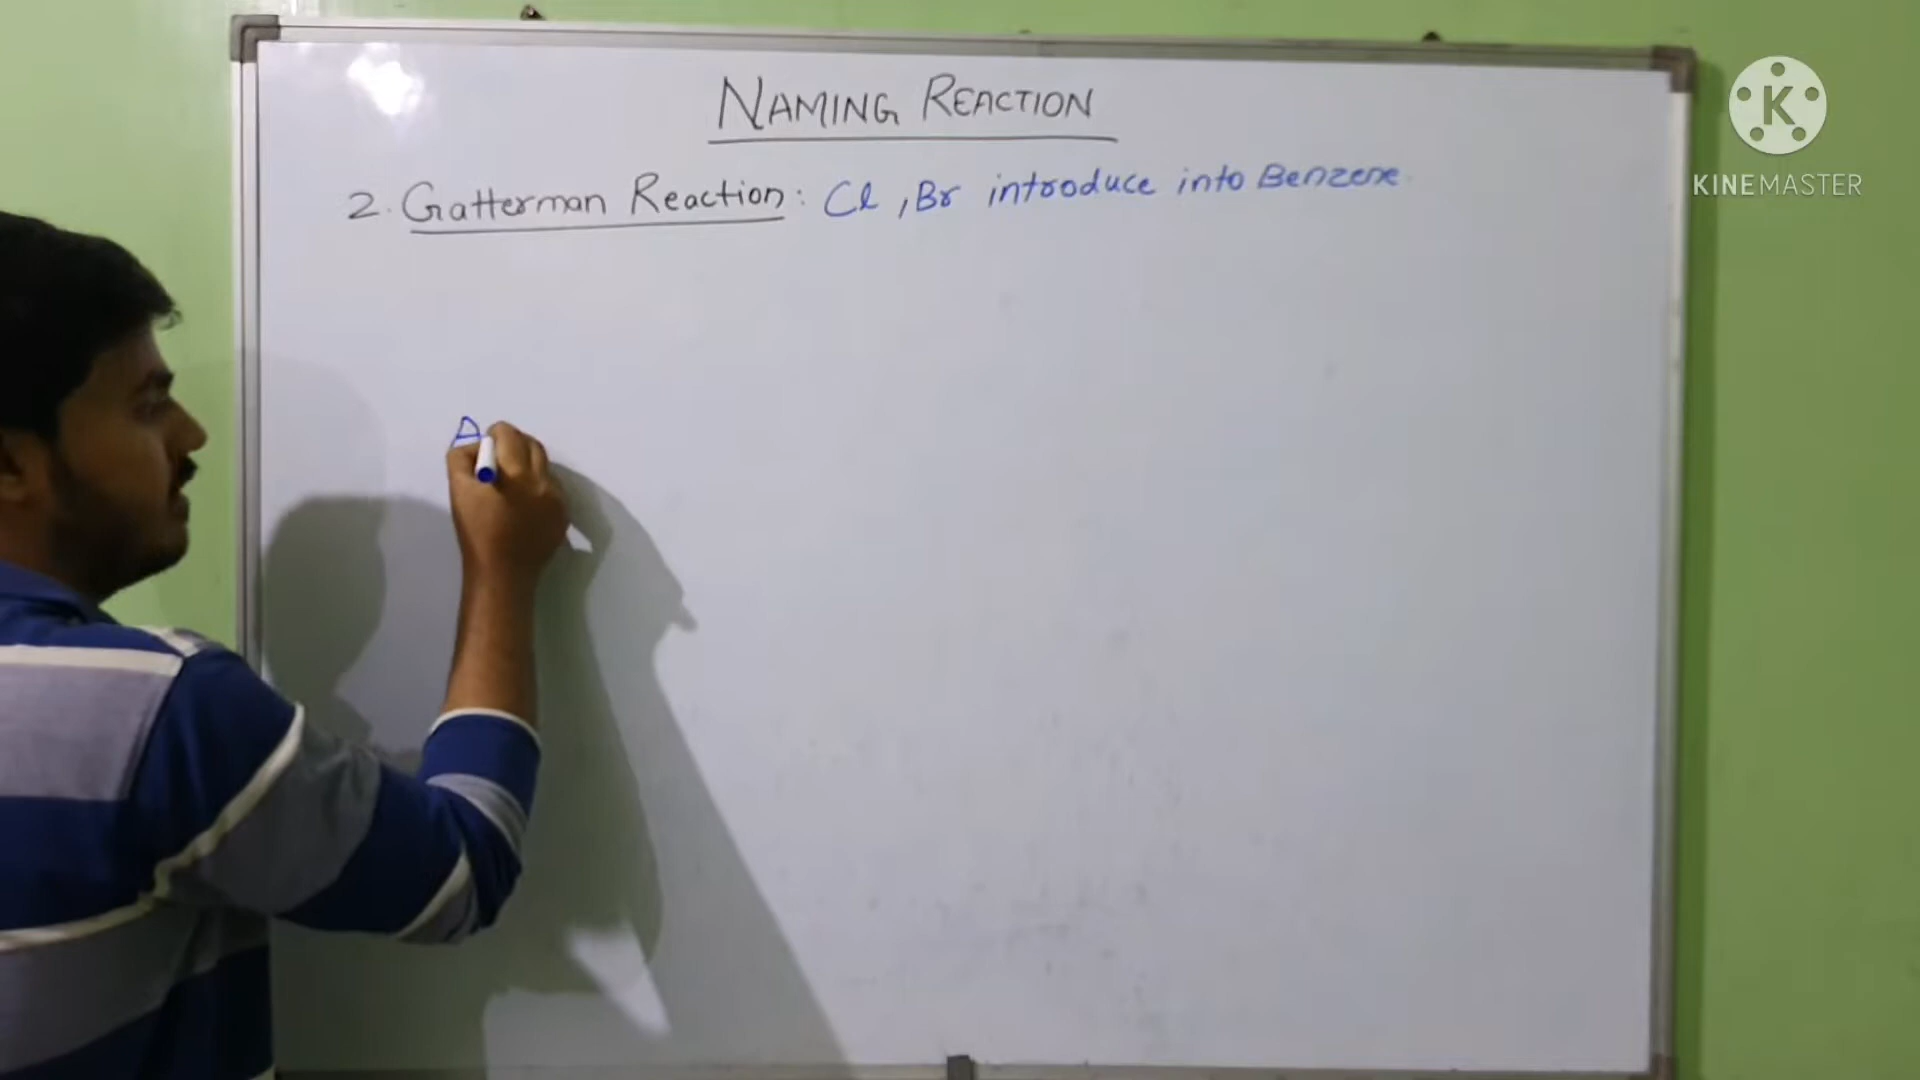 NAMING REACTION
2. Gatterman Reaction : Cl , Br introduce into Benzene.
A
K
KINEMASTER